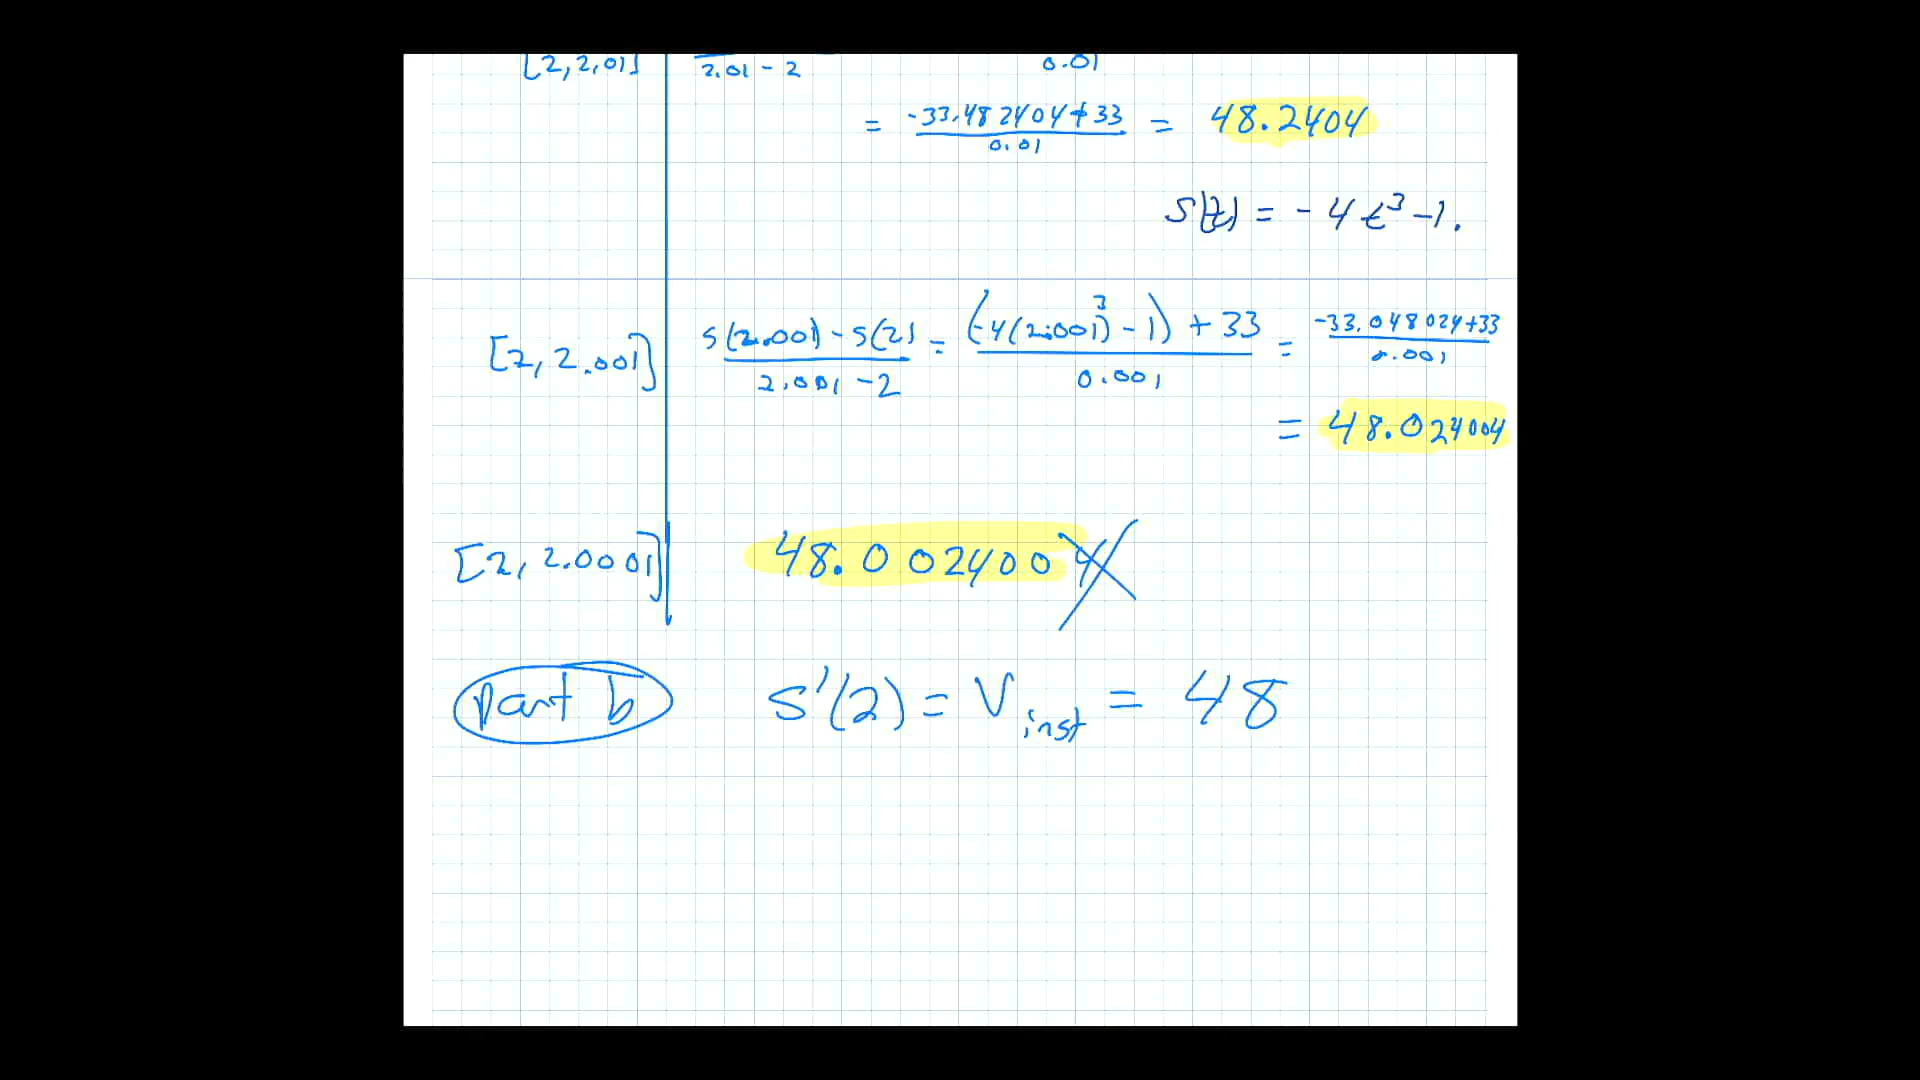 [2, 2.01] 2.01 - 2 0.01
= -33.482404+33 / 0.01 = 48.2404
s(t) = -4t³ - 1.
[2, 2.001] s(2.001) - s(2) / 2.001 - 2 = (-4(2.001)³ - 1) + 33 / 0.001 = -33.048024+33 / 0.001
= 48.024004
[2, 2.0001] 48.0024004
Part b s'(2) = V inst = 48